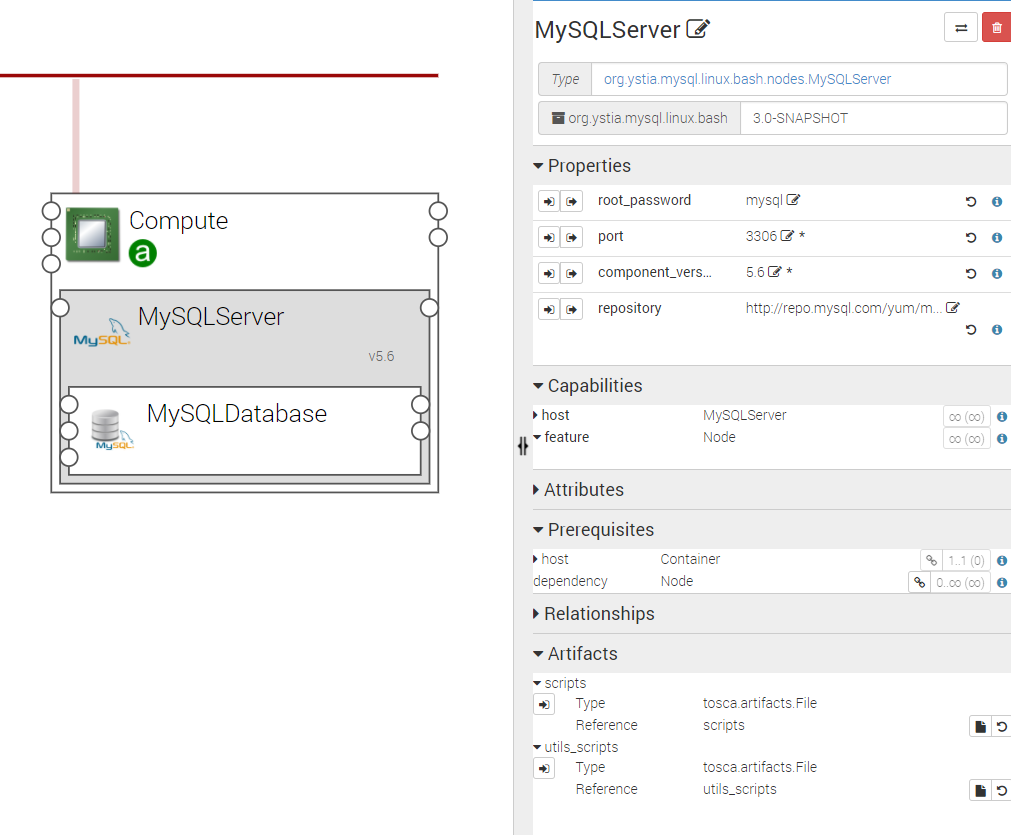 Compute
a
MySQLServer
MySQL
v5.6
MySQLDatabase
MySQL
MySQLServer
Type org.ystia.mysql.linux.bash.nodes.MySQLServer
org.ystia.mysql.linux.bash 3.0-SNAPSHOT
Properties
root_password mysql
port 3306 *
component_vers... 5.6 *
repository http://repo.mysql.com/yum/m...
Capabilities
host MySQLServer ∞ (∞)
feature Node ∞ (∞)
Attributes
Prerequisites
host Container 1..1 (0)
dependency Node 0..∞ (∞)
Relationships
Artifacts
scripts
Type tosca.artifacts.File
Reference scripts
utils_scripts
Type tosca.artifacts.File
Reference utils_scripts